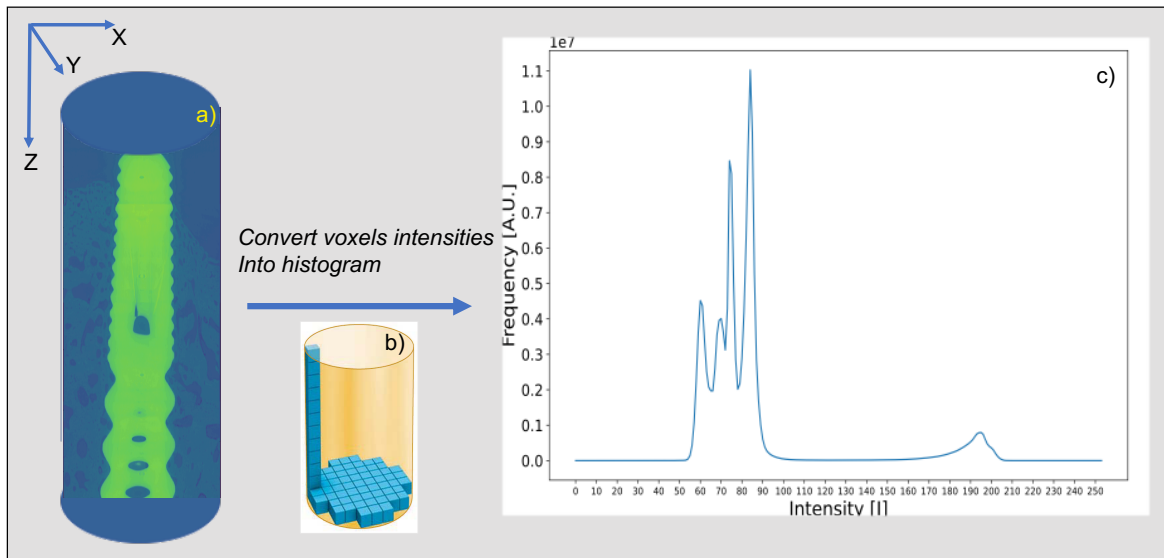 X
Y
Z
a)
Convert voxels intensities
Into histogram
b)
c)
1e7
1.1
1.0
0.9
0.8
0.7
0.6
0.5
0.4
0.3
0.2
0.1
0.0
Frequency [A.U.]
0 10 20 30 40 50 60 70 80 90 100 110 120 130 140 150 160 170 180 190 200 210 220 230 240 250
Intensity [I]